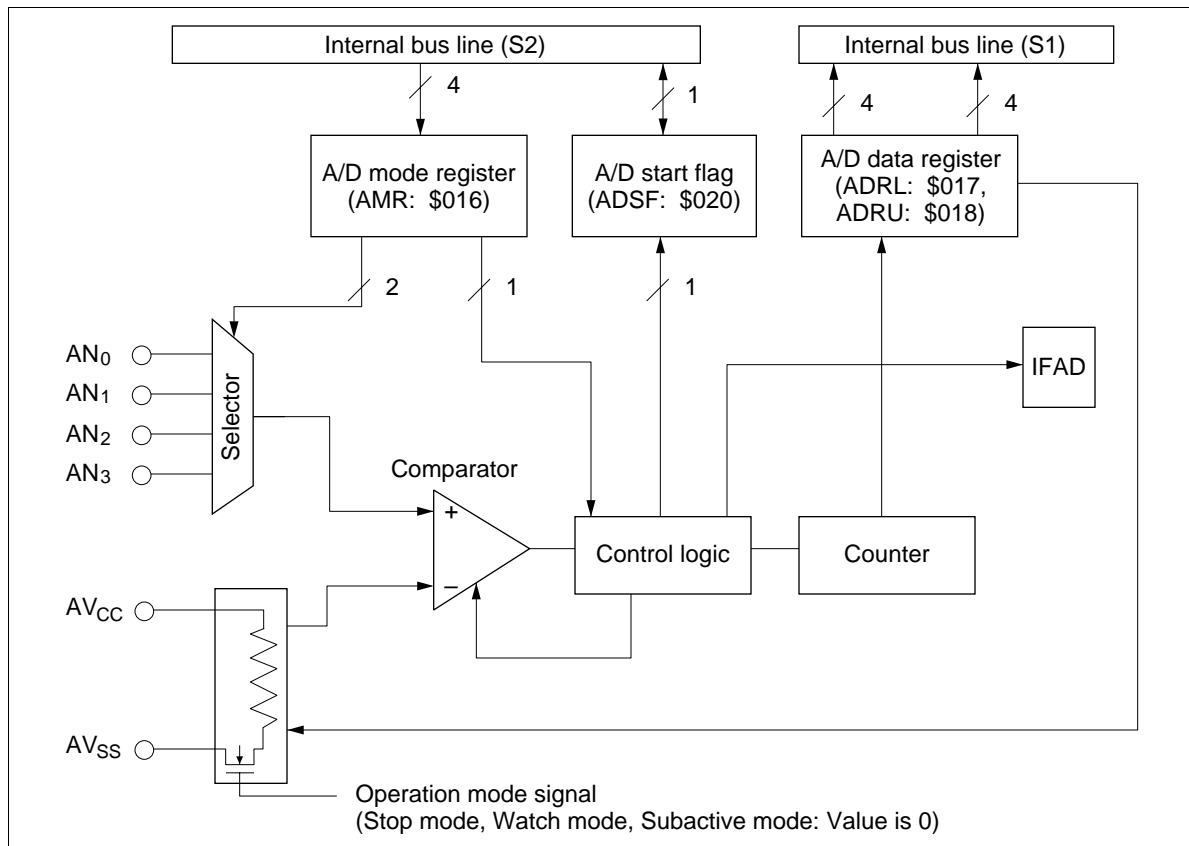 Internal bus line (S2)
Internal bus line (S1)
4
1
4
4
A/D mode register
(AMR: $016)
A/D start flag
(ADSF: $020)
A/D data register
(ADRL: $017,
ADRU: $018)
2
1
1
AN0
AN1
AN2
AN3
Selector
IFAD
Comparator
+
–
Control logic
Counter
AVCC
AVSS
Operation mode signal
(Stop mode, Watch mode, Subactive mode: Value is 0)